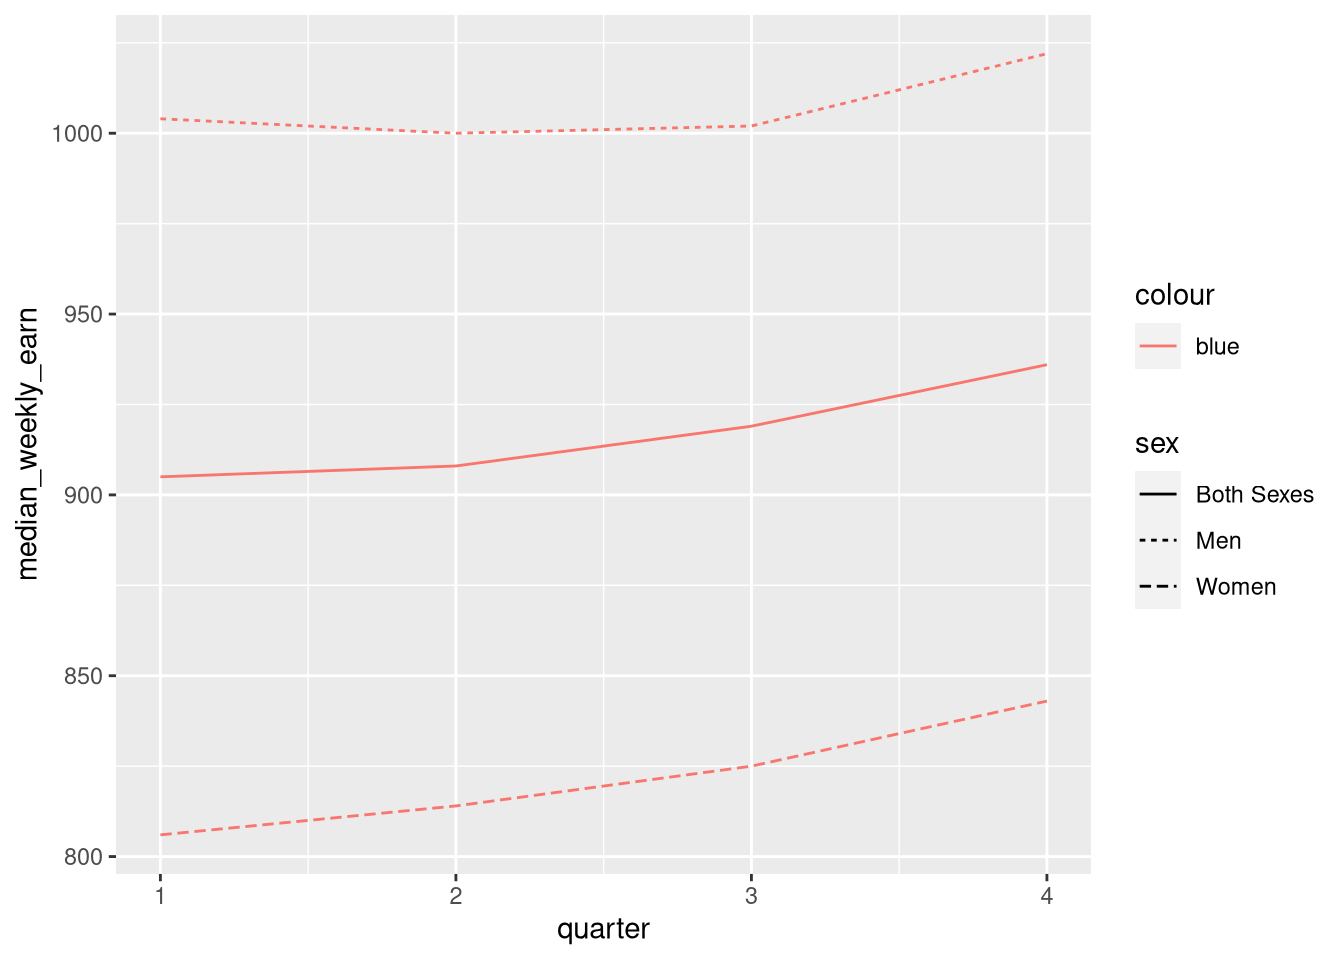 median_weekly_earn
1000
950
900
850
800
1
2
3
4
quarter
colour
blue
sex
Both Sexes
Men
Women